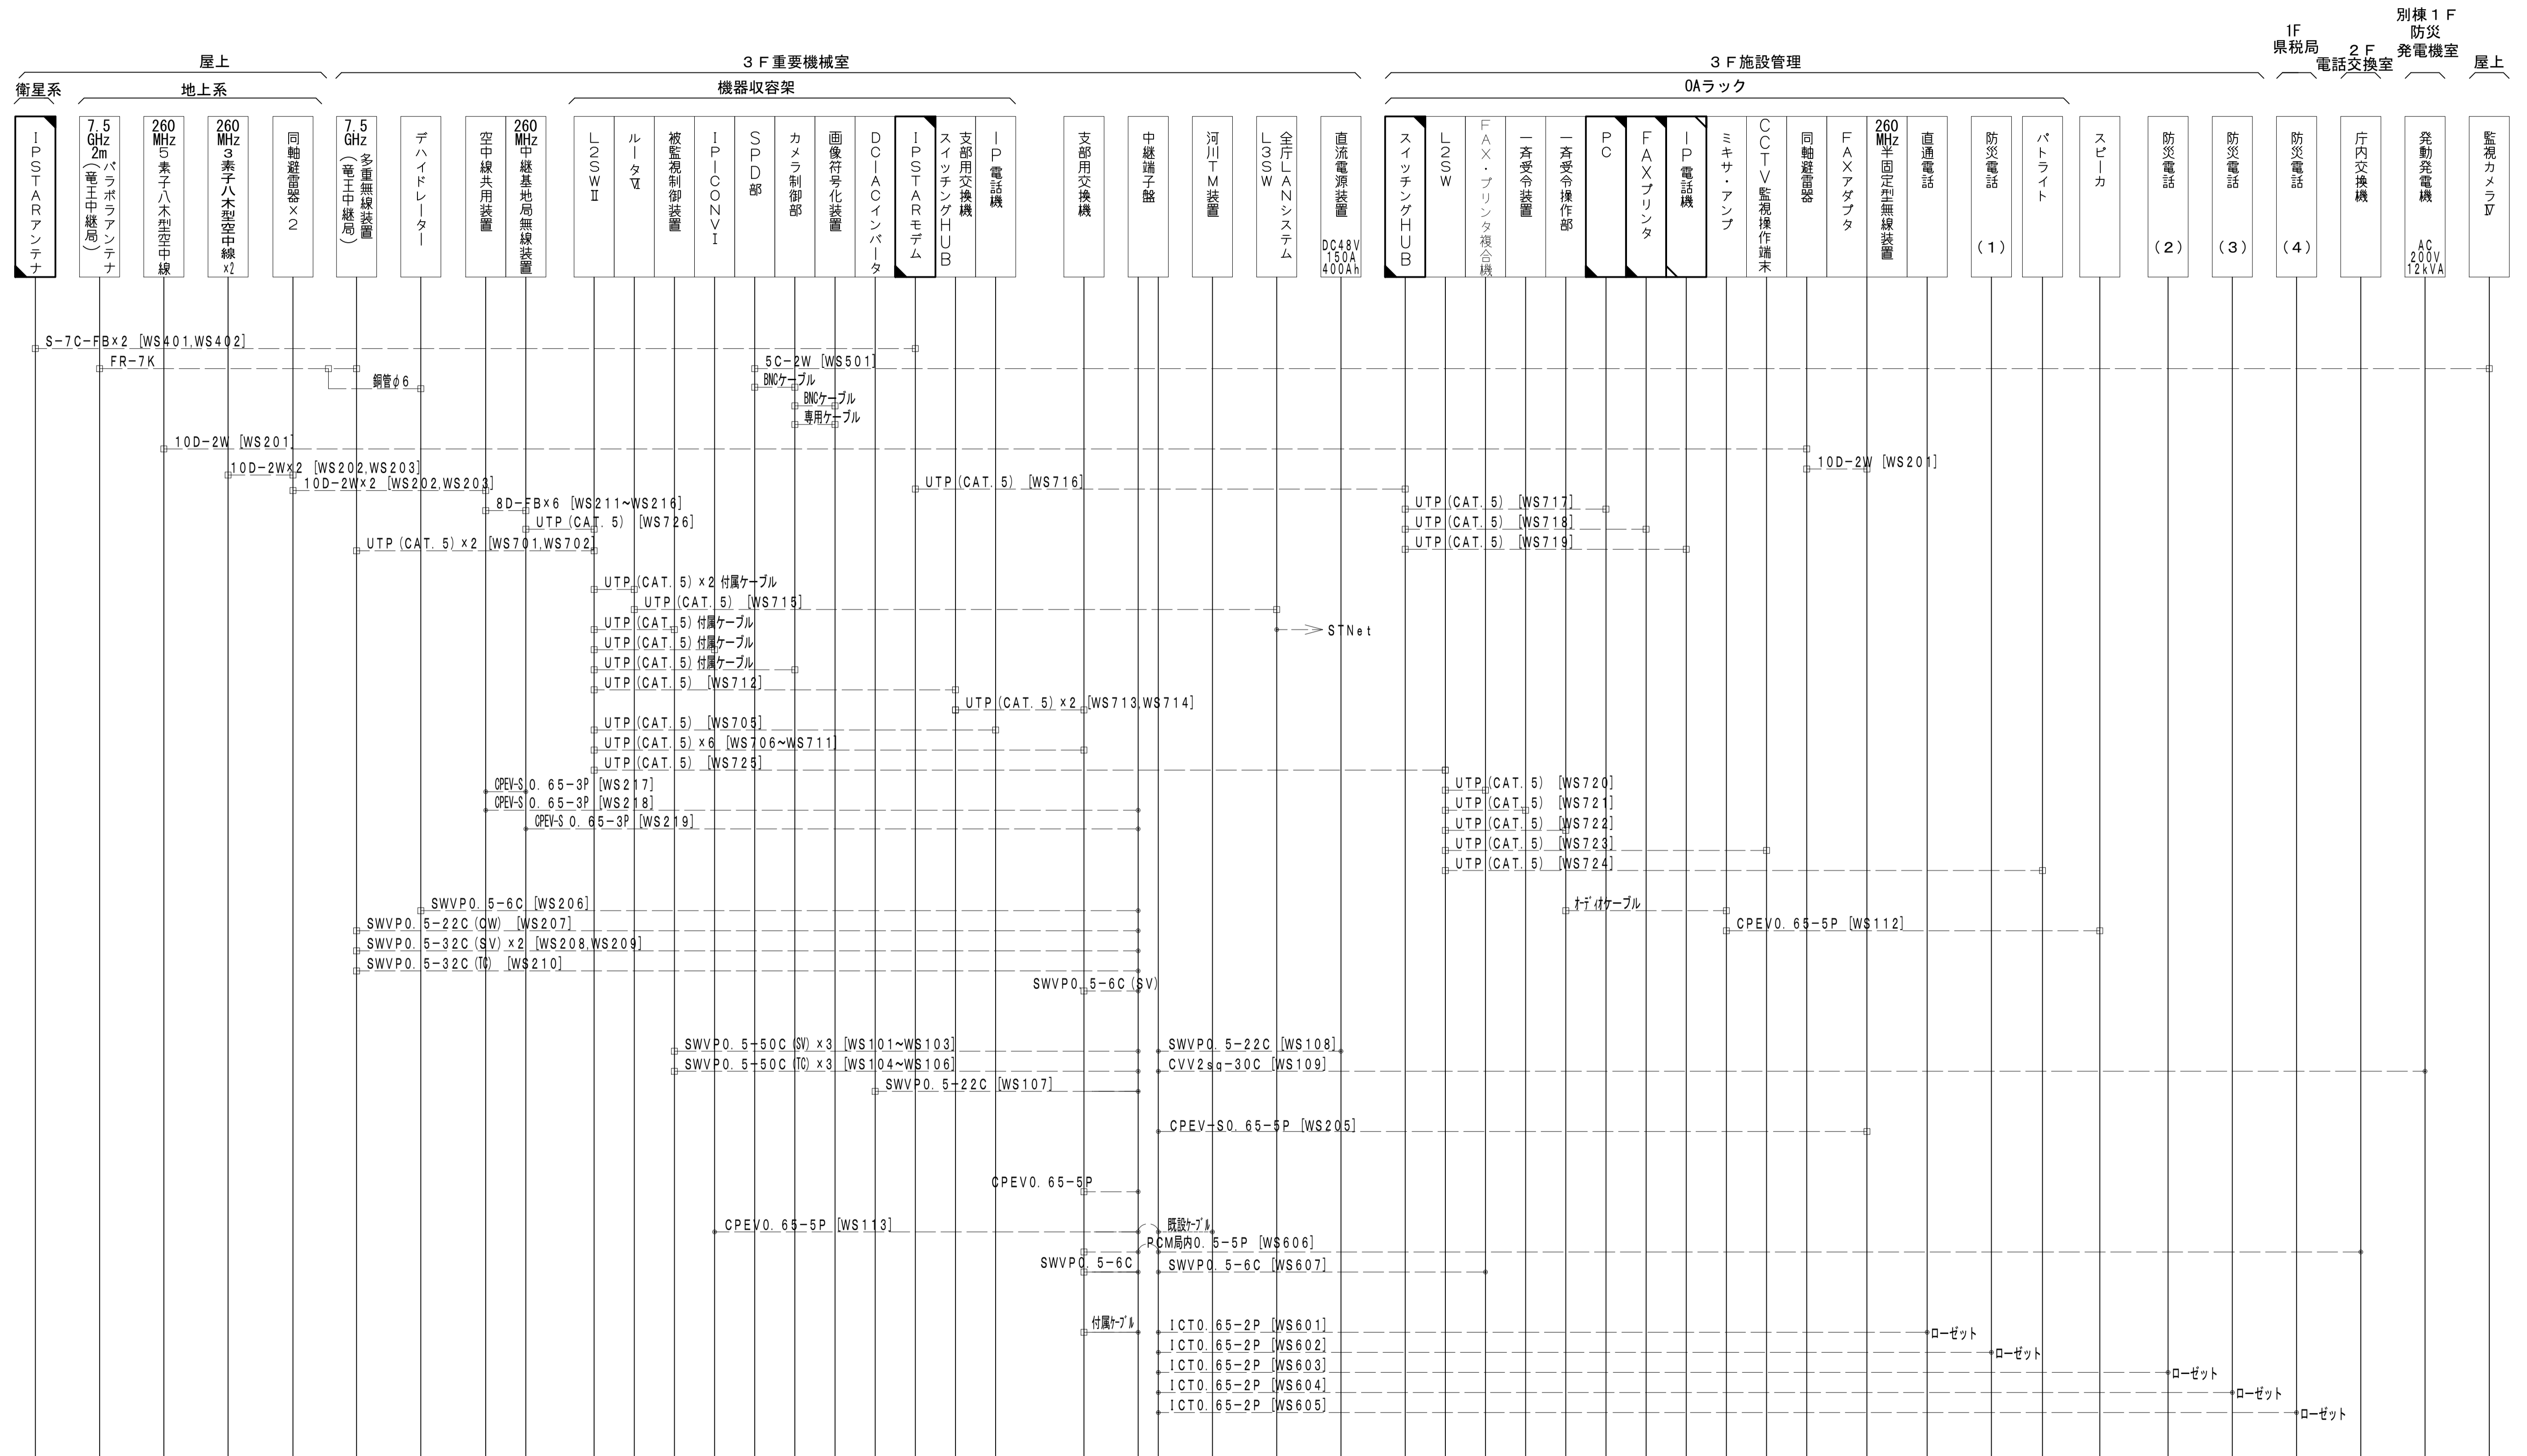 別棟１Ｆ
防災
発電機室
1F
県税局
２Ｆ
電話交換室
屋上
屋上
３Ｆ重要機械室
３Ｆ施設管理
衛星系
地上系
機器収容架
OAラック
ＩＰＳＴＡＲアンテナ
7.5
GHz
2m
パラボラアンテナ
(竜王中継局)
260
MHz
５素子八木型空中線
260
MHz
３素子八木型空中線
×2
同軸避雷器×２
7.5
GHz
多重無線装置
(竜王中継局)
デハイドレーター
空中線共用装置
260
MHz
中継基地局無線装置
Ｌ２ＳＷⅡ
ルータⅥ
被監視制御装置
ＩＰ－ＩＣＯＮＶⅠ
ＳＰＤ部
カメラ制御部
画像符号化装置
ＤＣ－ＡＣインバータ
ＩＰＳＴＡＲモデム
支部用交換機
スイッチングＨＵＢ
ＩＰ電話機
支部用交換機
中継端子盤
河川ＴＭ装置
全庁ＬＡＮシステム
Ｌ３ＳＷ
直流電源装置
DC48V
150A
400Ah
スイッチングＨＵＢ
Ｌ２ＳＷ
ＦＡＸ・プリンタ複合機
一斉受令装置
一斉受令操作部
ＰＣ
ＦＡＸプリンタ
ＩＰ電話機
ミキサ・アンプ
ＣＣＴＶ監視操作端末
同軸避雷器
ＦＡＸアダプタ
260
MHz
半固定型無線装置
直通電話
防災電話
(1)
パトライト
スピーカ
防災電話
(2)
防災電話
(3)
防災電話
(4)
庁内交換機
発動発電機
AC
200V
12kVA
監視カメラⅣ
S-7C-FB×2 [WS401,WS402]
FR-7K
5C-2W [WS501]
銅管φ6
BNCケーブル
BNCケーブル
専用ケーブル
10D-2W [WS201]
10D-2W×2 [WS202,WS203]
10D-2W [WS201]
10D-2W×2 [WS202,WS203]
UTP(CAT.5) [WS716]
8D-FB×6 [WS211~WS216]
UTP(CAT.5) [WS717]
UTP(CAT.5) [WS726]
UTP(CAT.5) [WS718]
UTP(CAT.5)×2 [WS701,WS702]
UTP(CAT.5) [WS719]
UTP(CAT.5)×2 付属ケーブル
UTP(CAT.5) [WS715]
UTP(CAT.5)付属ケーブル
STNet
UTP(CAT.5)付属ケーブル
UTP(CAT.5)付属ケーブル
UTP(CAT.5) [WS712]
UTP(CAT.5)×2 [WS713,WS714]
UTP(CAT.5) [WS705]
UTP(CAT.5)×6 [WS706~WS711]
UTP(CAT.5) [WS725]
CPEV-S 0.65-3P [WS217]
UTP(CAT.5) [WS720]
CPEV-S 0.65-3P [WS218]
UTP(CAT.5) [WS721]
CPEV-S 0.65-3P [WS219]
UTP(CAT.5) [WS722]
UTP(CAT.5) [WS723]
UTP(CAT.5) [WS724]
SWVP0.5-6C [WS206]
オーディオケーブル
SWVP0.5-22C(CW) [WS207]
CPEV0.65-5P [WS112]
SWVP0.5-32C(SV)×2 [WS208,WS209]
SWVP0.5-32C(TC) [WS210]
SWVP0.5-6C(SV)
SWVP0.5-50C(SV)×3 [WS101~WS103]
SWVP0.5-22C [WS108]
SWVP0.5-50C(TC)×3 [WS104~WS106]
CVV2sq-30C [WS109]
SWVP0.5-22C [WS107]
CPEV-S0.65-5P [WS205]
CPEV0.65-5P
CPEV0.65-5P [WS113]
既設ケーブル
PCM局内0.5-5P [WS606]
SWVP0.5-6C
SWVP0.5-6C [WS607]
付属ケーブル
ICT0.65-2P [WS601]
ローゼット
ICT0.65-2P [WS602]
ローゼット
ICT0.65-2P [WS603]
ローゼット
ICT0.65-2P [WS604]
ローゼット
ICT0.65-2P [WS605]
ローゼット